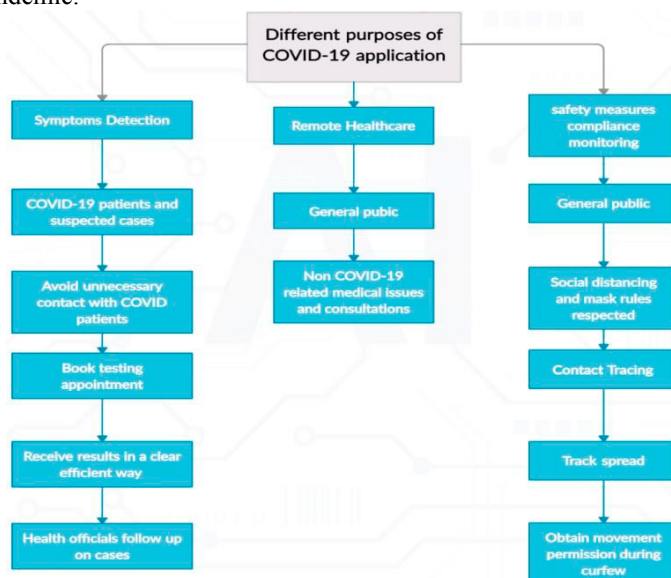 Different purposes of
COVID-19 application
Symptoms Detection
COVID-19 patients and
suspected cases
Avoid unnecessary
contact with COVID
patients
Book testing
appointment
Receive results in a clear
efficient way
Health officials follow up
on cases
Remote Healthcare
General pubic
Non COVID-19
related medical issues
and consultations
safety measures
compliance
monitoring
General public
Social distancing
and mask rules
respected
Contact Tracing
Track spread
Obtain movement
permission during
curfew